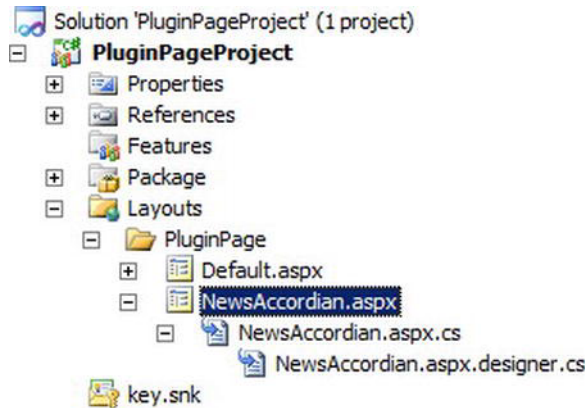 Solution 'PluginPageProject' (1 project)
PluginPageProject
Properties
References
Features
Package
Layouts
PluginPage
Default.aspx
NewsAccordian.aspx
NewsAccordian.aspx.cs
NewsAccordian.aspx.designer.cs
key.snk